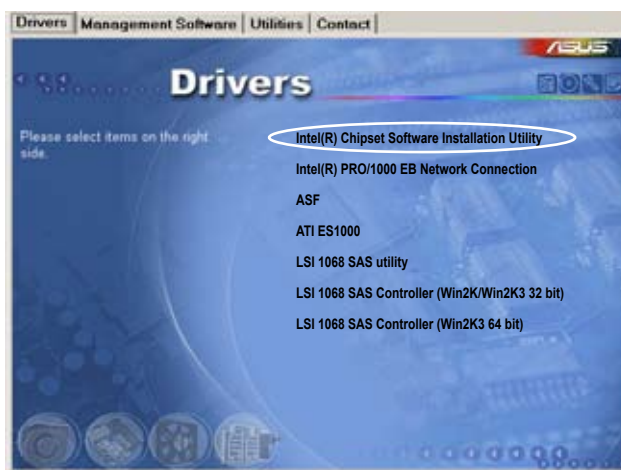 Drivers
Management Software
Utilities
Contact
ASUS
Drivers
Please select items on the right
side.
Intel(R) Chipset Software Installation Utility
Intel(R) PRO/1000 EB Network Connection
ASF
ATI ES1000
LSI 1068 SAS utility
LSI 1068 SAS Controller (Win2K/Win2K3 32 bit)
LSI 1068 SAS Controller (Win2K3 64 bit)